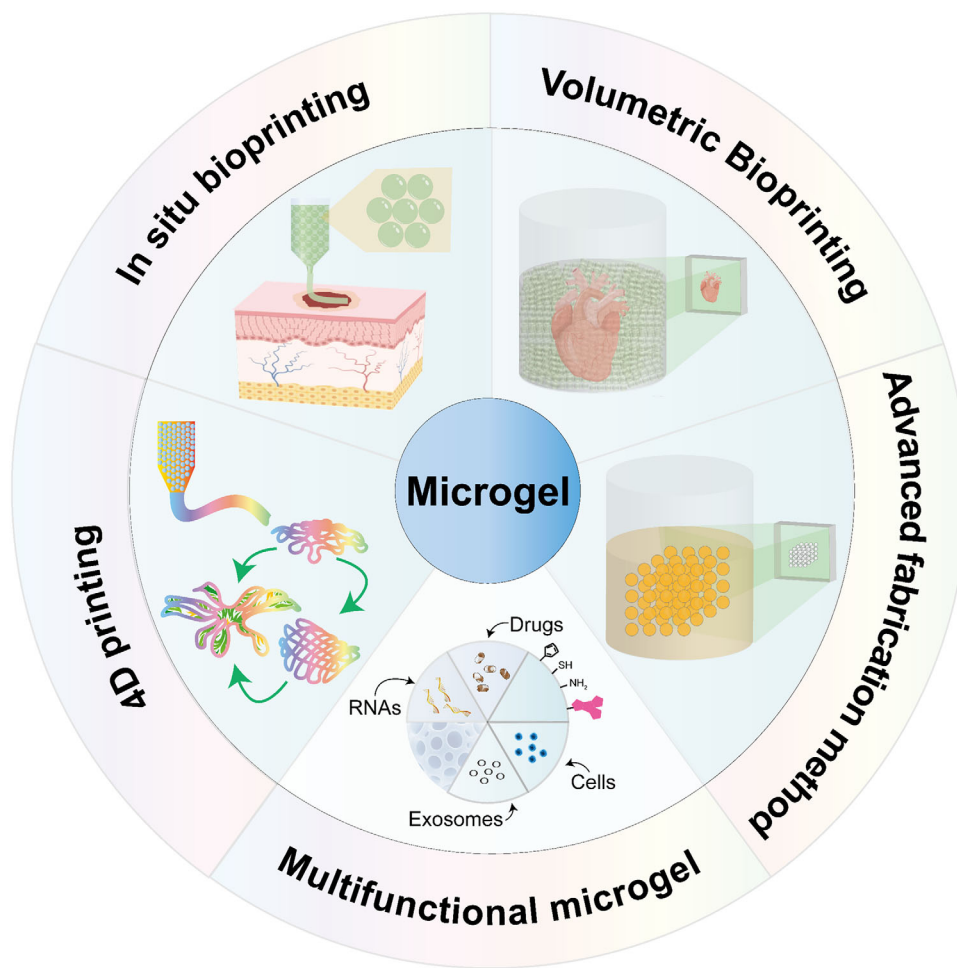 In situ bioprinting
Volumetric Bioprinting
Advanced fabrication method
Multifunctional microgel
4D printing
Microgel
Drugs
SH
NH₂
RNAs
Cells
Exosomes